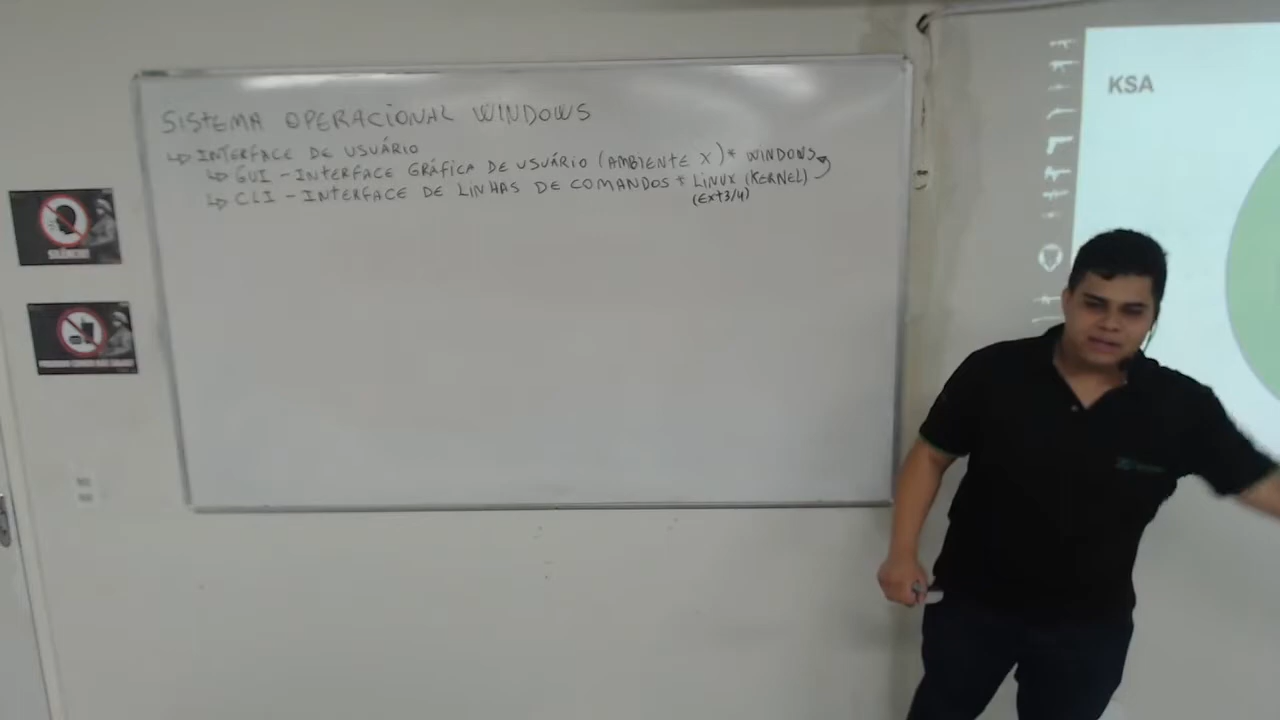 SISTEMA OPERACIONAL WINDOWS
↳ INTERFACE DE USUÁRIO
↳ GUI - INTERFACE GRÁFICA DE USUÁRIO (AMBIENTE X) * WINDOWS
↳ CLI - INTERFACE DE LINHAS DE COMANDOS * LINUX (KERNEL)
(Ext3/4)
KSA
SILÊNCIO